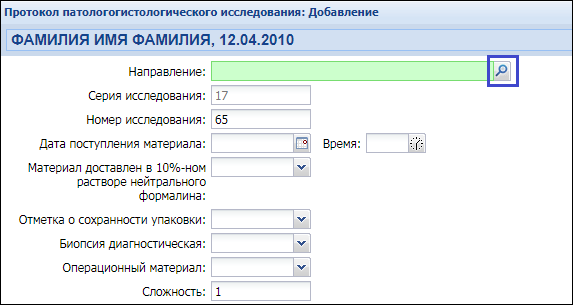 Протокол патологогистологического исследования: Добавление
ФАМИЛИЯ ИМЯ ФАМИЛИЯ, 12.04.2010
Направление:
Серия исследования: 17
Номер исследования: 65
Дата поступления материала: Время:
Материал доставлен в 10%-ном
растворе нейтрального
формалина:
Отметка о сохранности упаковки:
Биопсия диагностическая:
Операционный материал:
Сложность: 1